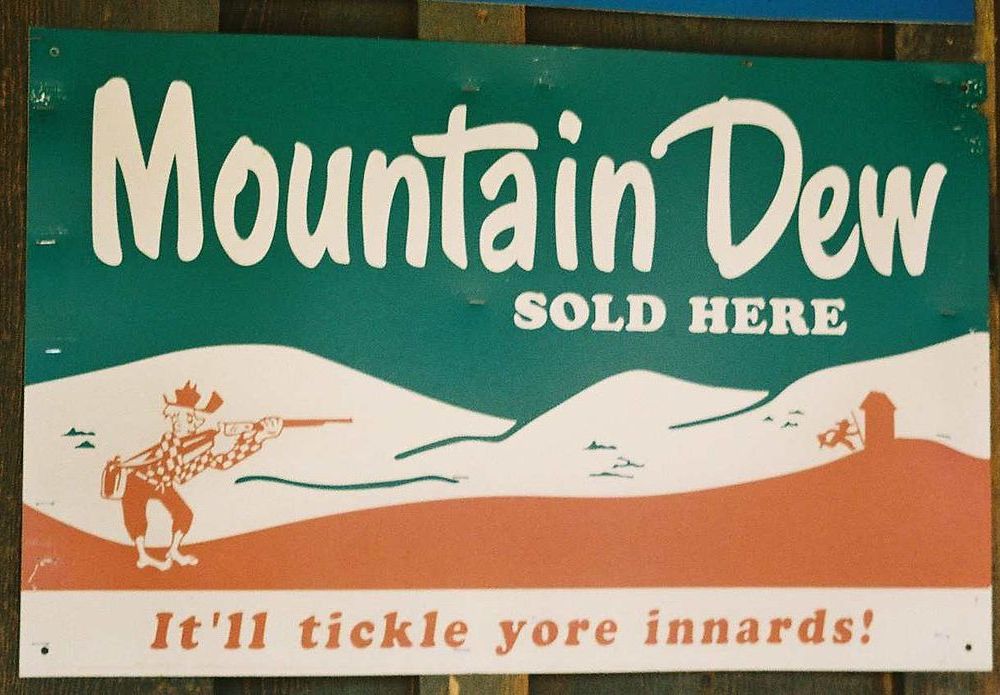 Mountain Dew
SOLD HERE
It'll tickle yore innards!